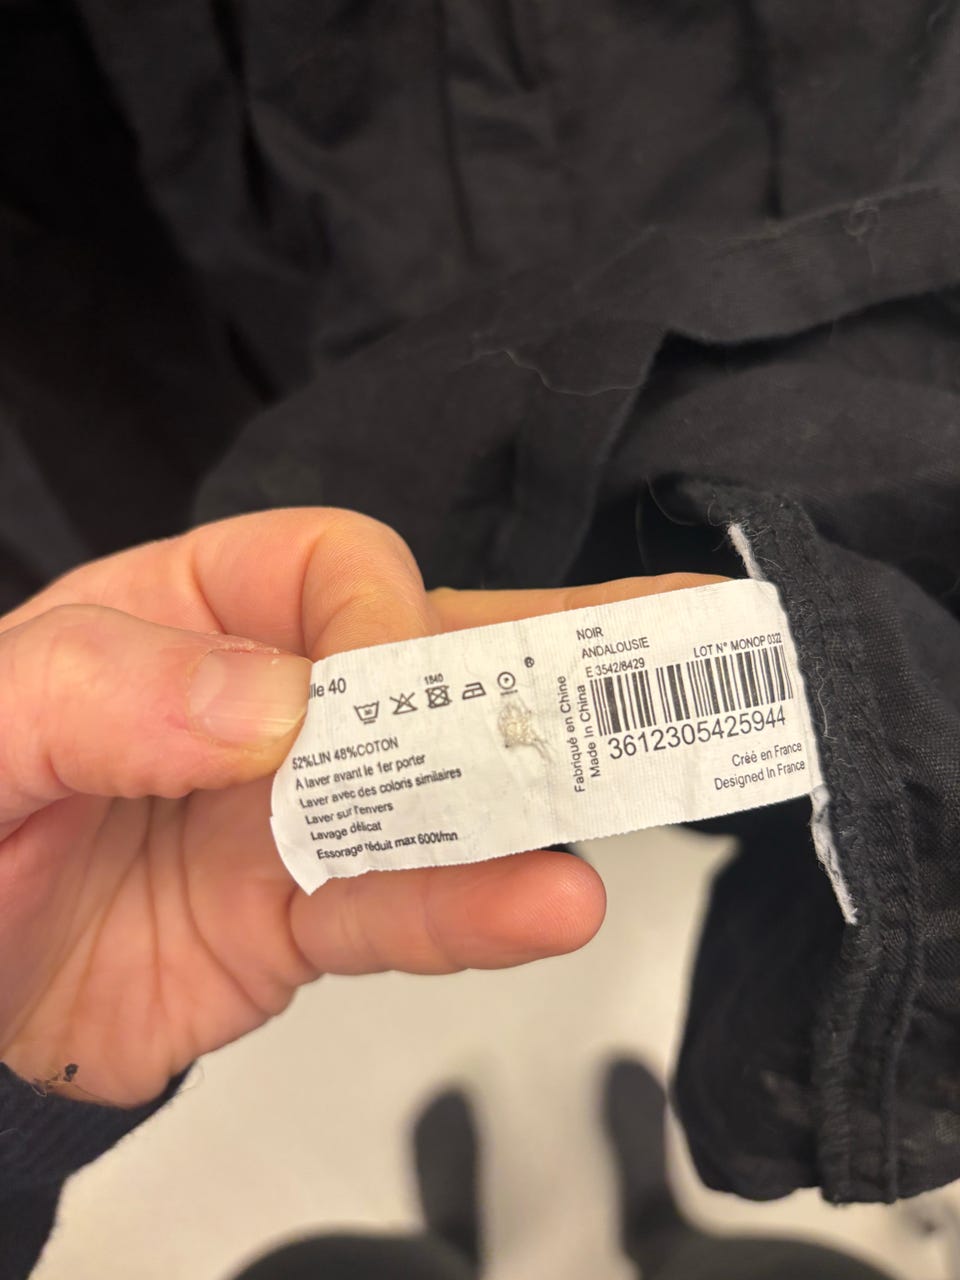 lle 40
1840
52%LIN 48%COTON
A laver avant le 1er porter
Laver avec des coloris similaires
Laver sur l'envers
Lavage délicat
Essorage réduit max 600t/mn
®
Fabriqué en Chine
Made in China
NOIR
ANDALOUSIE
E 3542/8429
LOT N° MONOP 0322
3612305425944
Créé en France
Designed In France